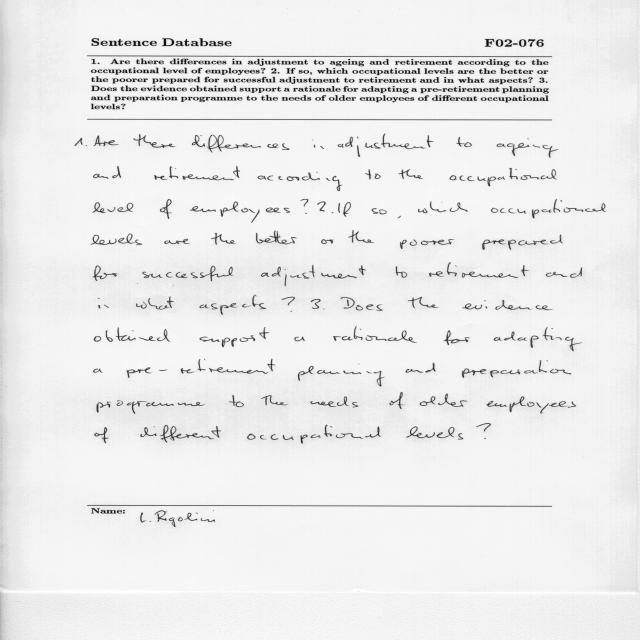 Sentence Database F02-076
1. Are there differences in adjustment to ageing and retirement according to the
occupational level of employees? 2. If so, which occupational levels are the better or
the poorer prepared for successful adjustment to retirement and in what aspects? 3.
Does the evidence obtained support a rationale for adapting a pre-retirement planning
and preparation programme to the needs of older employees of different occupational
levels?
1. Are there differences in adjustment to ageing
and retirement according to the occupational
level of employees? 2. If so, which occupational
levels are the better or the poorer prepared
for successful adjustment to retirement and
in what aspects? 3. Does the evidence
obtained support a rationale for adapting
a pre-retirement planning and preparation
programme to the needs of older employees
of different occupational levels?
Name: L. Rigolini